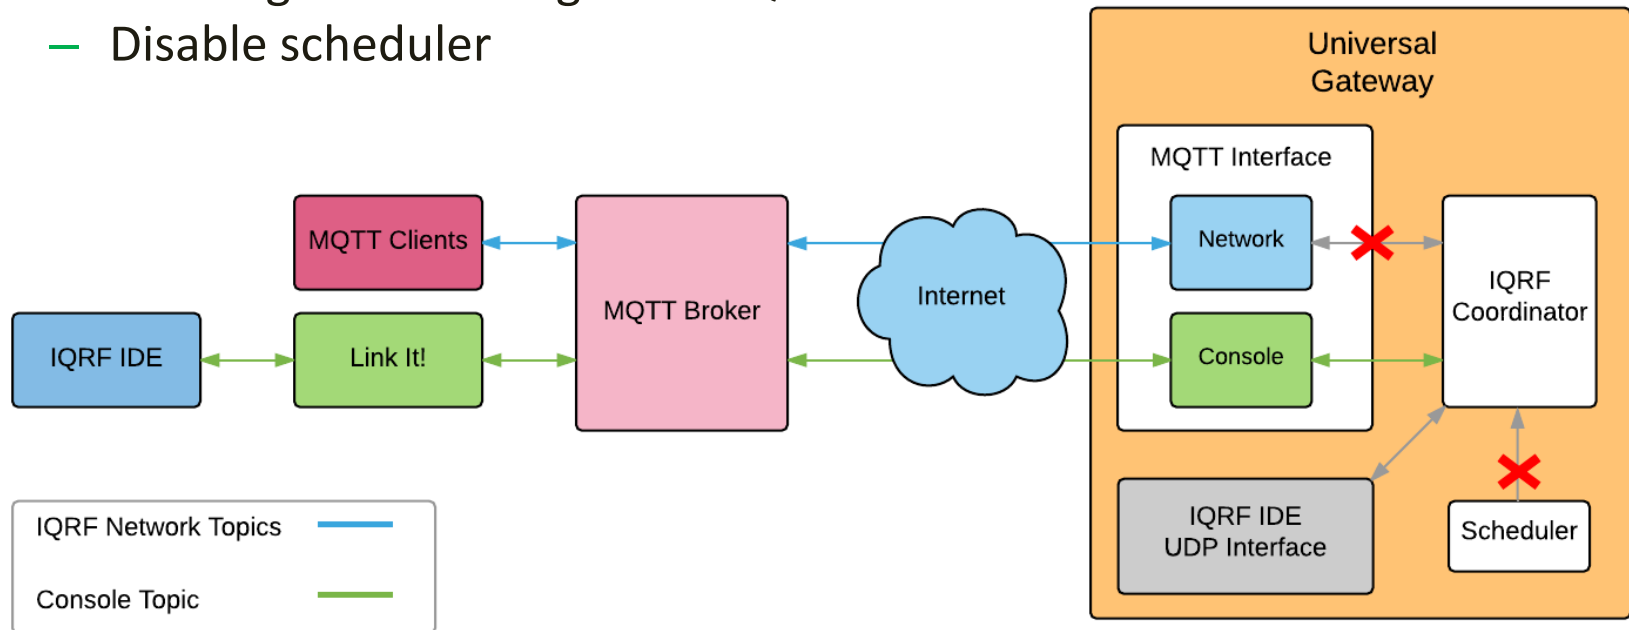 – Disable scheduler
Universal
Gateway
MQTT Interface
MQTT Clients
Network
IQRF
Coordinator
MQTT Broker
Internet
IQRF IDE
Link It!
Console
IQRF IDE
UDP Interface
Scheduler
IQRF Network Topics
Console Topic